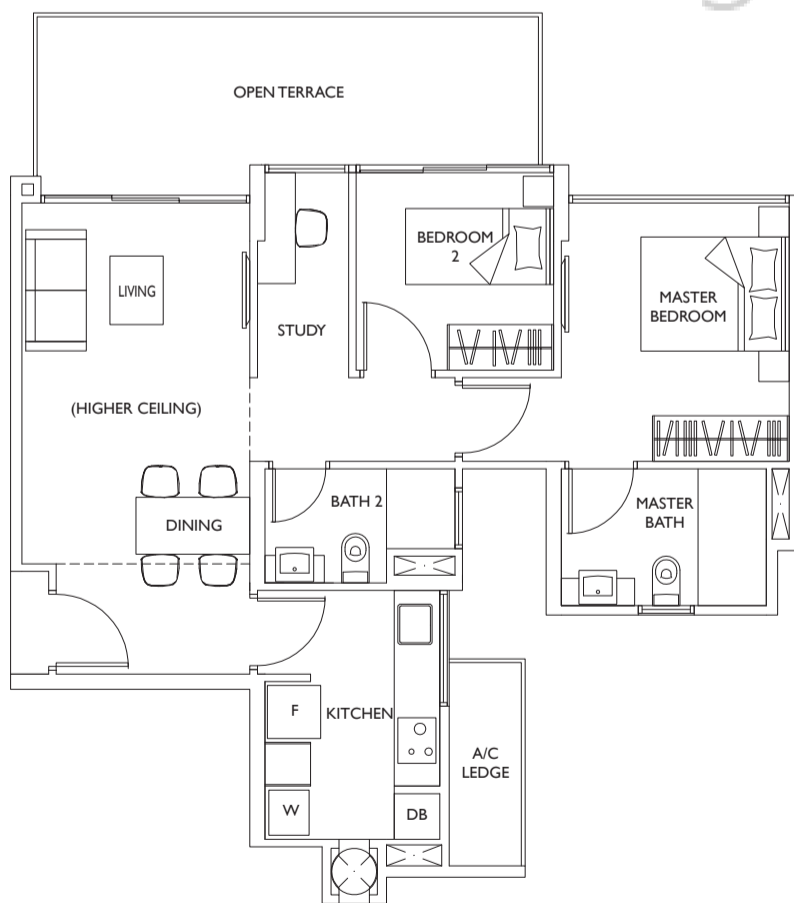 OPEN TERRACE
BEDROOM
2
LIVING
MASTER
BEDROOM
STUDY
(HIGHER CEILING)
BATH 2
MASTER
BATH
DINING
F
KITCHEN
A/C
LEDGE
W
DB